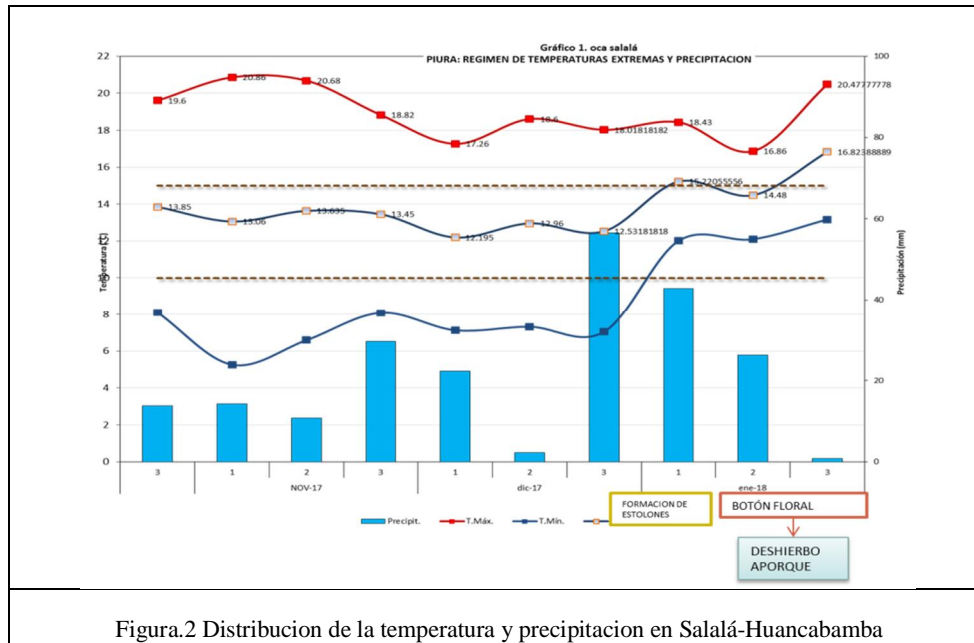 Gráfico 1. oca salalá
PIURA: REGIMEN DE TEMPERATURAS EXTREMAS Y PRECIPITACION
22
20
18
16
14
12
10
8
6
4
2
0
Temperatura (°C)
100
80
60
40
20
0
Precipitación (mm)
19.6
20.86
20.68
18.82
17.26
18.6
18.01818182
18.43
16.86
20.47777778
13.85
13.06
13.635
13.45
12.195
12.96
12.53181818
15.22055556
14.48
16.82388889
3 1 2 3 1 2 3 1 2 3
NOV-17 dic-17 ene-18
Precipit. T.Máx. T.Mín.
FORMACION DE
ESTOLONES
BOTÓN FLORAL
DESHIERBO
APORQUE
Figura.2 Distribucion de la temperatura y precipitacion en Salalá-Huancabamba